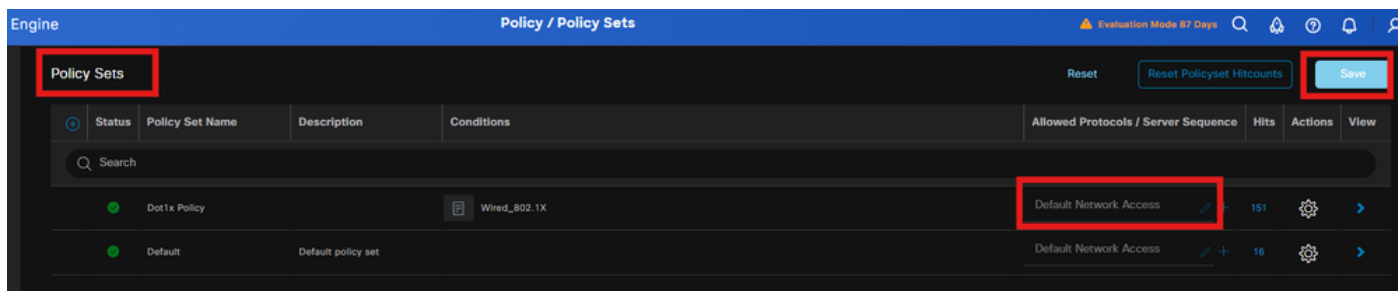 Engine
Policy / Policy Sets
Evaluation Mode 87 Days
Policy Sets
Reset
Reset Policyset Hitcounts
Save
Status Policy Set Name Description Conditions Allowed Protocols / Server Sequence Hits Actions View
Search
Dot1x Policy Wired_802.1X Default Network Access 151
Default Default policy set Default Network Access 16